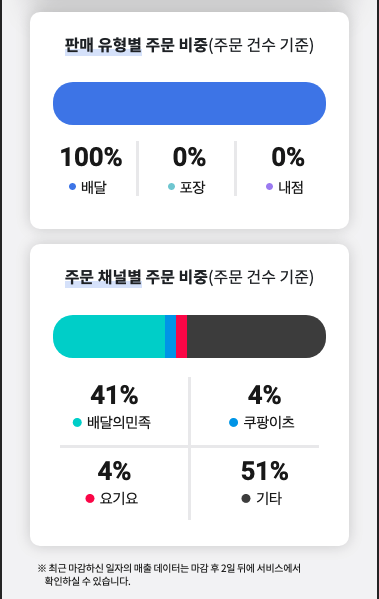 판매 유형별 주문 비중(주문 건수 기준)
100% 0% 0%
배달 포장 내점
주문 채널별 주문 비중(주문 건수 기준)
41% 4%
배달의민족 쿠팡이츠
4% 51%
요기요 기타
※ 최근 마감하신 일자의 매출 데이터는 마감 후 2일 뒤에 서비스에서
확인하실 수 있습니다.